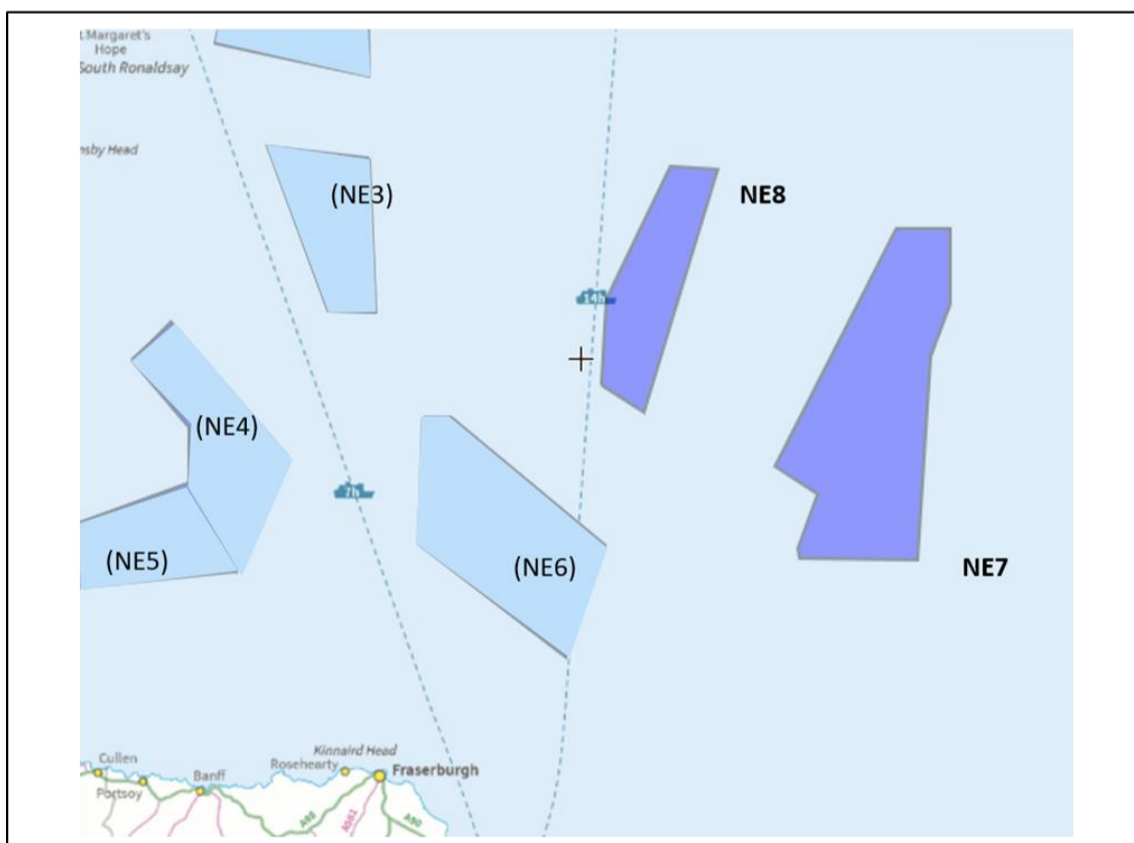 t Margaret's
Hope
South Ronaldsay
nsby Head
(NE3)
NE8
14h
(NE4)
7h
(NE5)
(NE6)
NE7
Kinnaird Head
Cullen
Rosehearty
Fraserburgh
Banff
Portsoy
A98
A981
A90